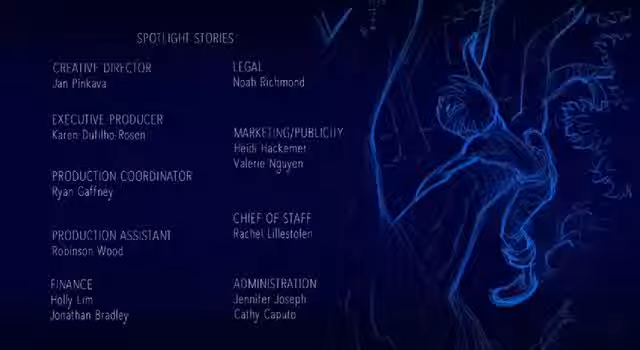 SPOTLIGHT STORIES
CREATIVE DIRECTOR
Jan Pinkava
EXECUTIVE PRODUCER
Karen Dufilho-Rosen
PRODUCTION COORDINATOR
Ryan Gaffney
PRODUCTION ASSISTANT
Robinson Wood
FINANCE
Holly Lim
Jonathan Bradley
LEGAL
Noah Richmond
MARKETING/PUBLICITY
Heidi Hackemer
Valerie Nguyen
CHIEF OF STAFF
Rachel Lillestolen
ADMINISTRATION
Jennifer Joseph
Cathy Caputo